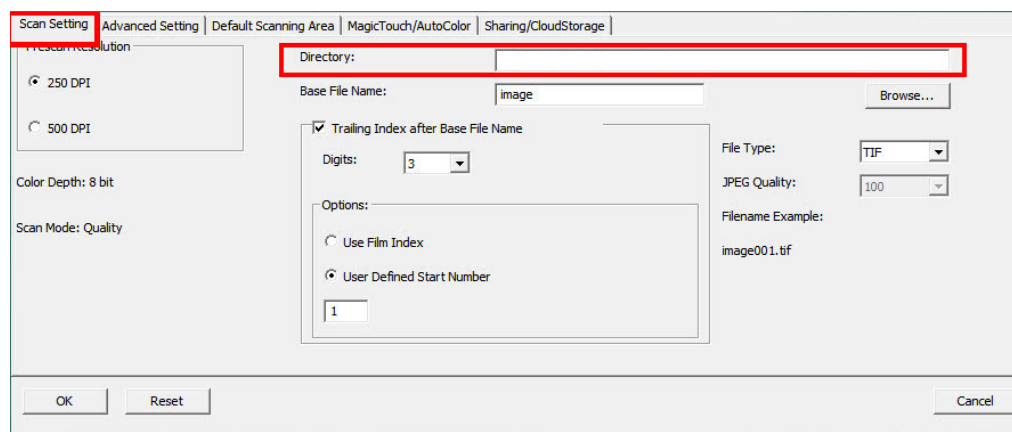 Scan Setting Advanced Setting Default Scanning Area MagicTouch/AutoColor Sharing/CloudStorage
Prescan Resolution
250 DPI
500 DPI
Color Depth: 8 bit
Scan Mode: Quality
Directory:
Base File Name: image
Browse...
Trailing Index after Base File Name
Digits: 3
Options:
Use Film Index
User Defined Start Number
1
File Type: TIF
JPEG Quality: 100
Filename Example:
image001.tif
OK Reset Cancel